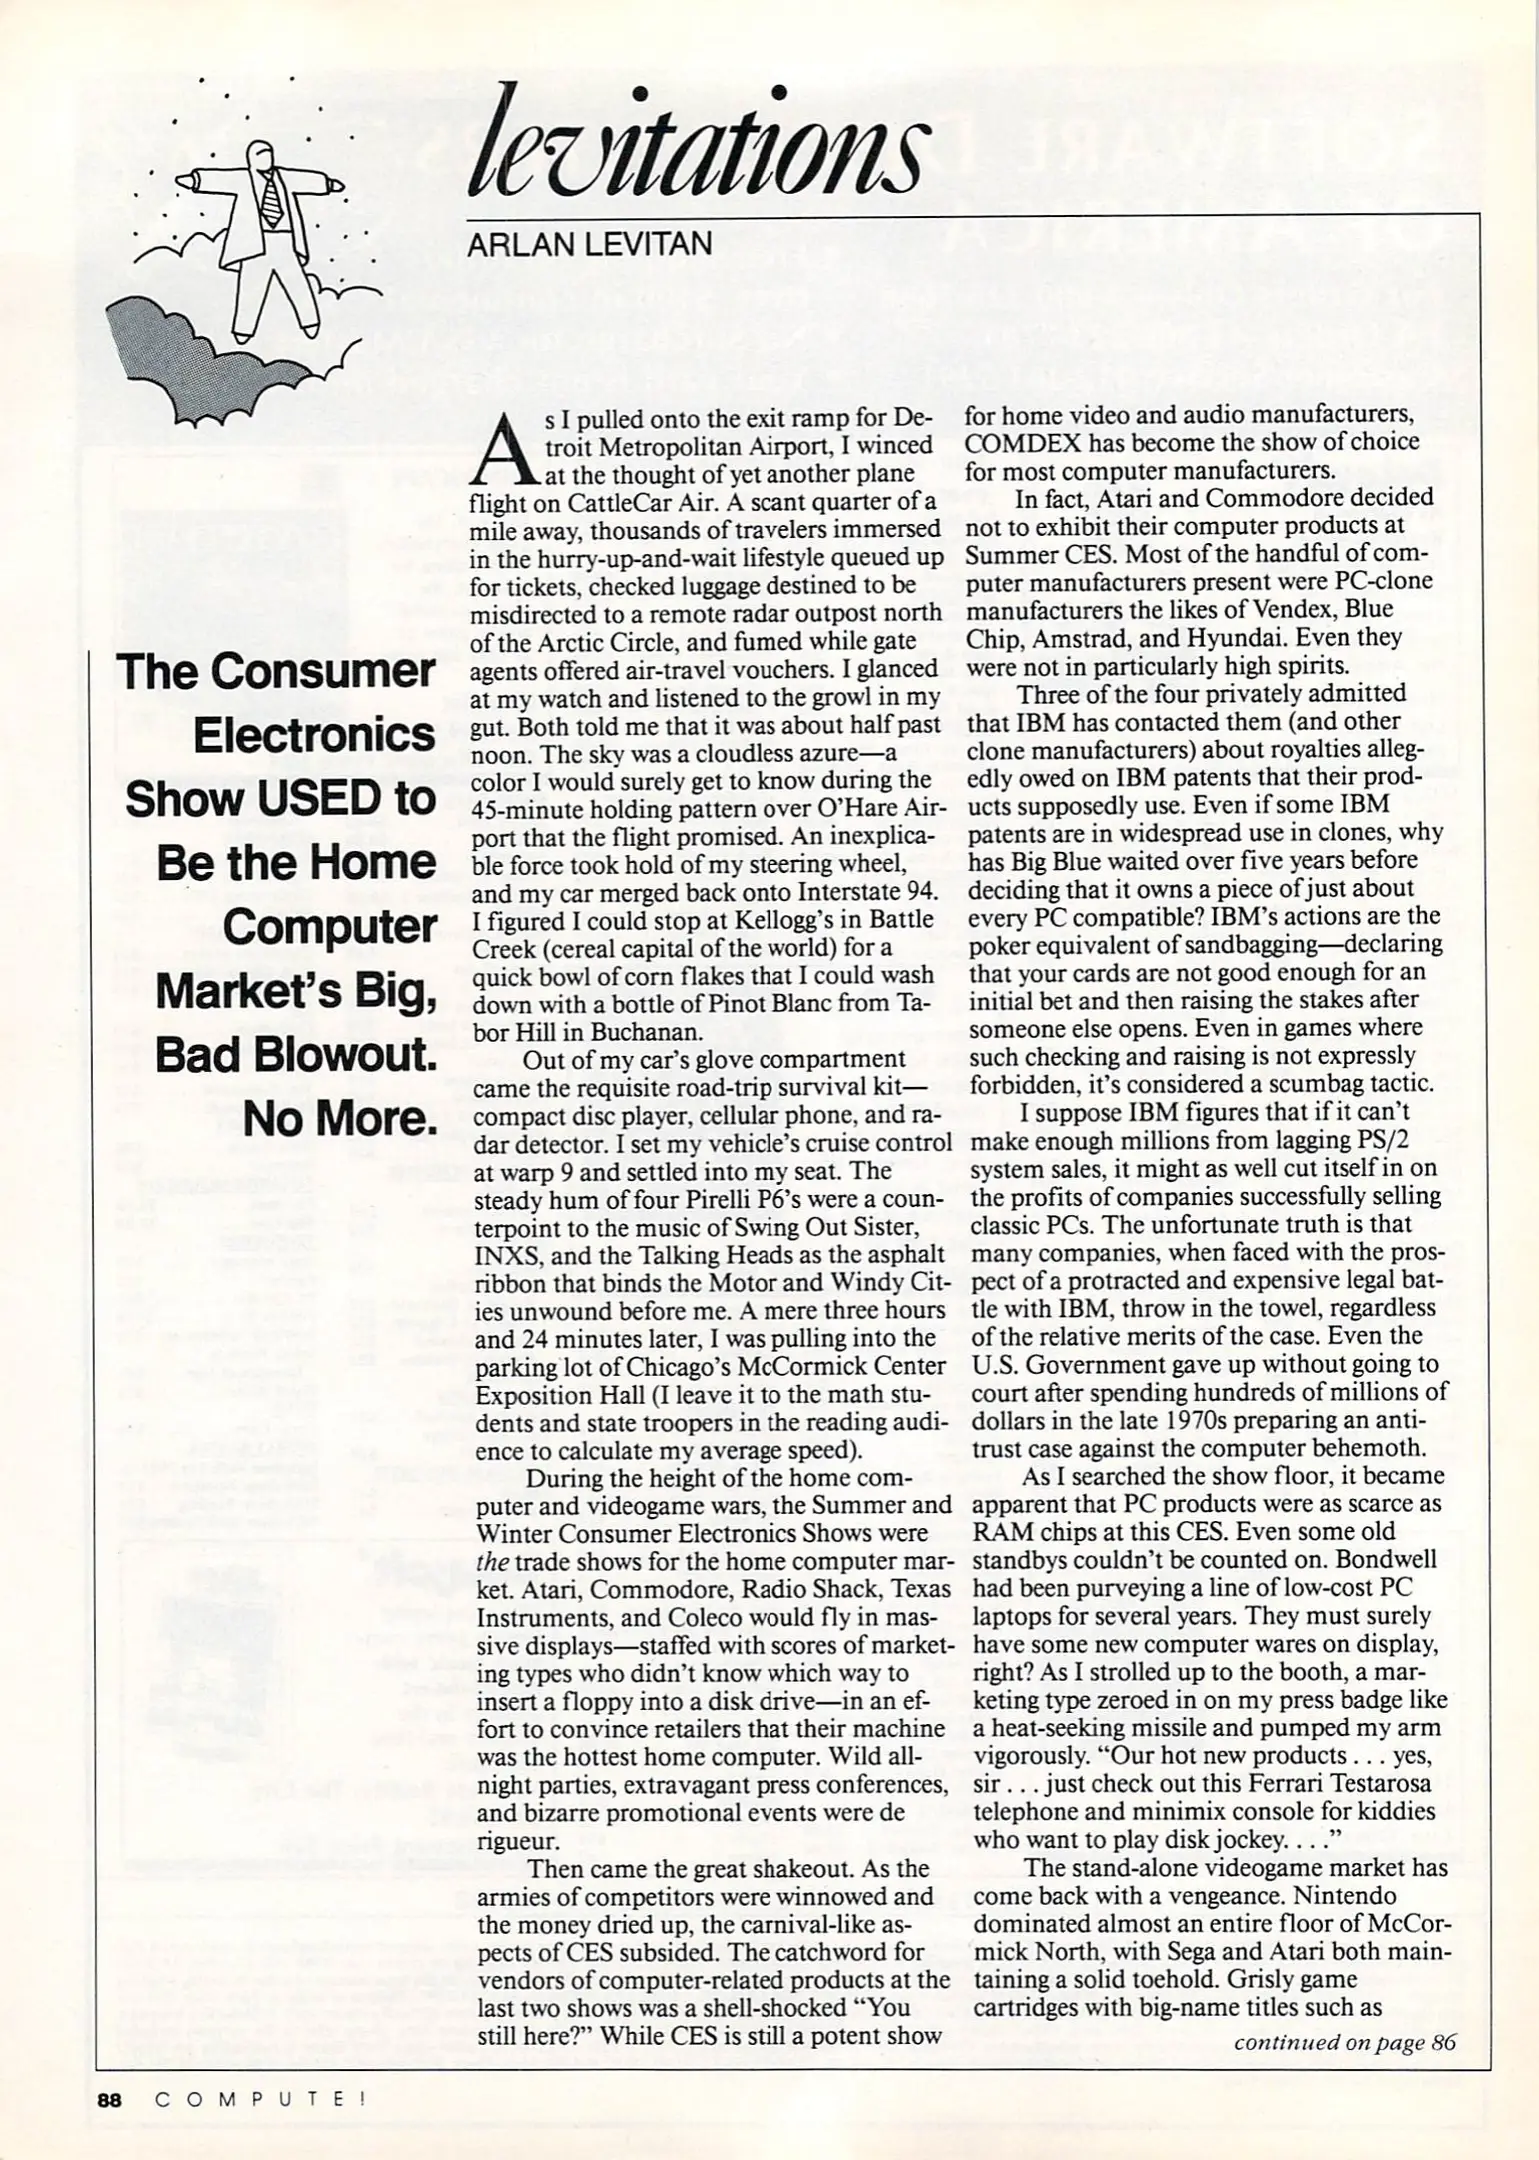 levitations
ARLAN LEVITAN
The Consumer
Electronics
Show USED to
Be the Home
Computer
Market's Big,
Bad Blowout.
No More.
As I pulled onto the exit ramp for De-
troit Metropolitan Airport, I winced
at the thought of yet another plane
flight on CattleCar Air. A scant quarter of a
mile away, thousands of travelers immersed
in the hurry-up-and-wait lifestyle queued up
for tickets, checked luggage destined to be
misdirected to a remote radar outpost north
of the Arctic Circle, and fumed while gate
agents offered air-travel vouchers. I glanced
at my watch and listened to the growl in my
gut. Both told me that it was about half past
noon. The sky was a cloudless azure—a
color I would surely get to know during the
45-minute holding pattern over O'Hare Air-
port that the flight promised. An inexplica-
ble force took hold of my steering wheel,
and my car merged back onto Interstate 94.
I figured I could stop at Kellogg's in Battle
Creek (cereal capital of the world) for a
quick bowl of corn flakes that I could wash
down with a bottle of Pinot Blanc from Ta-
bor Hill in Buchanan.
Out of my car's glove compartment
came the requisite road-trip survival kit—
compact disc player, cellular phone, and ra-
dar detector. I set my vehicle's cruise control
at warp 9 and settled into my seat. The
steady hum of four Pirelli P6's were a coun-
terpoint to the music of Swing Out Sister,
INXS, and the Talking Heads as the asphalt
ribbon that binds the Motor and Windy Cit-
ies unwound before me. A mere three hours
and 24 minutes later, I was pulling into the
parking lot of Chicago's McCormick Center
Exposition Hall (I leave it to the math stu-
dents and state troopers in the reading audi-
ence to calculate my average speed).
During the height of the home com-
puter and videogame wars, the Summer and
Winter Consumer Electronics Shows were
the trade shows for the home computer mar-
ket. Atari, Commodore, Radio Shack, Texas
Instruments, and Coleco would fly in mas-
sive displays—staffed with scores of market-
ing types who didn't know which way to
insert a floppy into a disk drive—in an ef-
fort to convince retailers that their machine
was the hottest home computer. Wild all-
night parties, extravagant press conferences,
and bizarre promotional events were de
rigueur.
Then came the great shakeout. As the
armies of competitors were winnowed and
the money dried up, the carnival-like as-
pects of CES subsided. The catchword for
vendors of computer-related products at the
last two shows was a shell-shocked "You
still here?" While CES is still a potent show
for home video and audio manufacturers,
COMDEX has become the show of choice
for most computer manufacturers.
In fact, Atari and Commodore decided
not to exhibit their computer products at
Summer CES. Most of the handful of com-
puter manufacturers present were PC-clone
manufacturers the likes of Vendex, Blue
Chip, Amstrad, and Hyundai. Even they
were not in particularly high spirits.
Three of the four privately admitted
that IBM has contacted them (and other
clone manufacturers) about royalties alleg-
edly owed on IBM patents that their prod-
ucts supposedly use. Even if some IBM
patents are in widespread use in clones, why
has Big Blue waited over five years before
deciding that it owns a piece of just about
every PC compatible? IBM's actions are the
poker equivalent of sandbagging—declaring
that your cards are not good enough for an
initial bet and then raising the stakes after
someone else opens. Even in games where
such checking and raising is not expressly
forbidden, it's considered a scumbag tactic.
I suppose IBM figures that if it can't
make enough millions from lagging PS/2
system sales, it might as well cut itself in on
the profits of companies successfully selling
classic PCs. The unfortunate truth is that
many companies, when faced with the pros-
pect of a protracted and expensive legal bat-
tle with IBM, throw in the towel, regardless
of the relative merits of the case. Even the
U.S. Government gave up without going to
court after spending hundreds of millions of
dollars in the late 1970s preparing an anti-
trust case against the computer behemoth.
As I searched the show floor, it became
apparent that PC products were as scarce as
RAM chips at this CES. Even some old
standbys couldn't be counted on. Bondwell
had been purveying a line of low-cost PC
laptops for several years. They must surely
have some new computer wares on display,
right? As I strolled up to the booth, a mar-
keting type zeroed in on my press badge like
a heat-seeking missile and pumped my arm
vigorously. "Our hot new products . . . yes,
sir . . . just check out this Ferrari Testarosa
telephone and minimix console for kiddies
who want to play disk jockey. . . ."
The stand-alone videogame market has
come back with a vengeance. Nintendo
dominated almost an entire floor of McCor-
mick North, with Sega and Atari both main-
taining a solid toehold. Grisly game
cartridges with big-name titles such as
continued on page 86
88 COMPUTE!